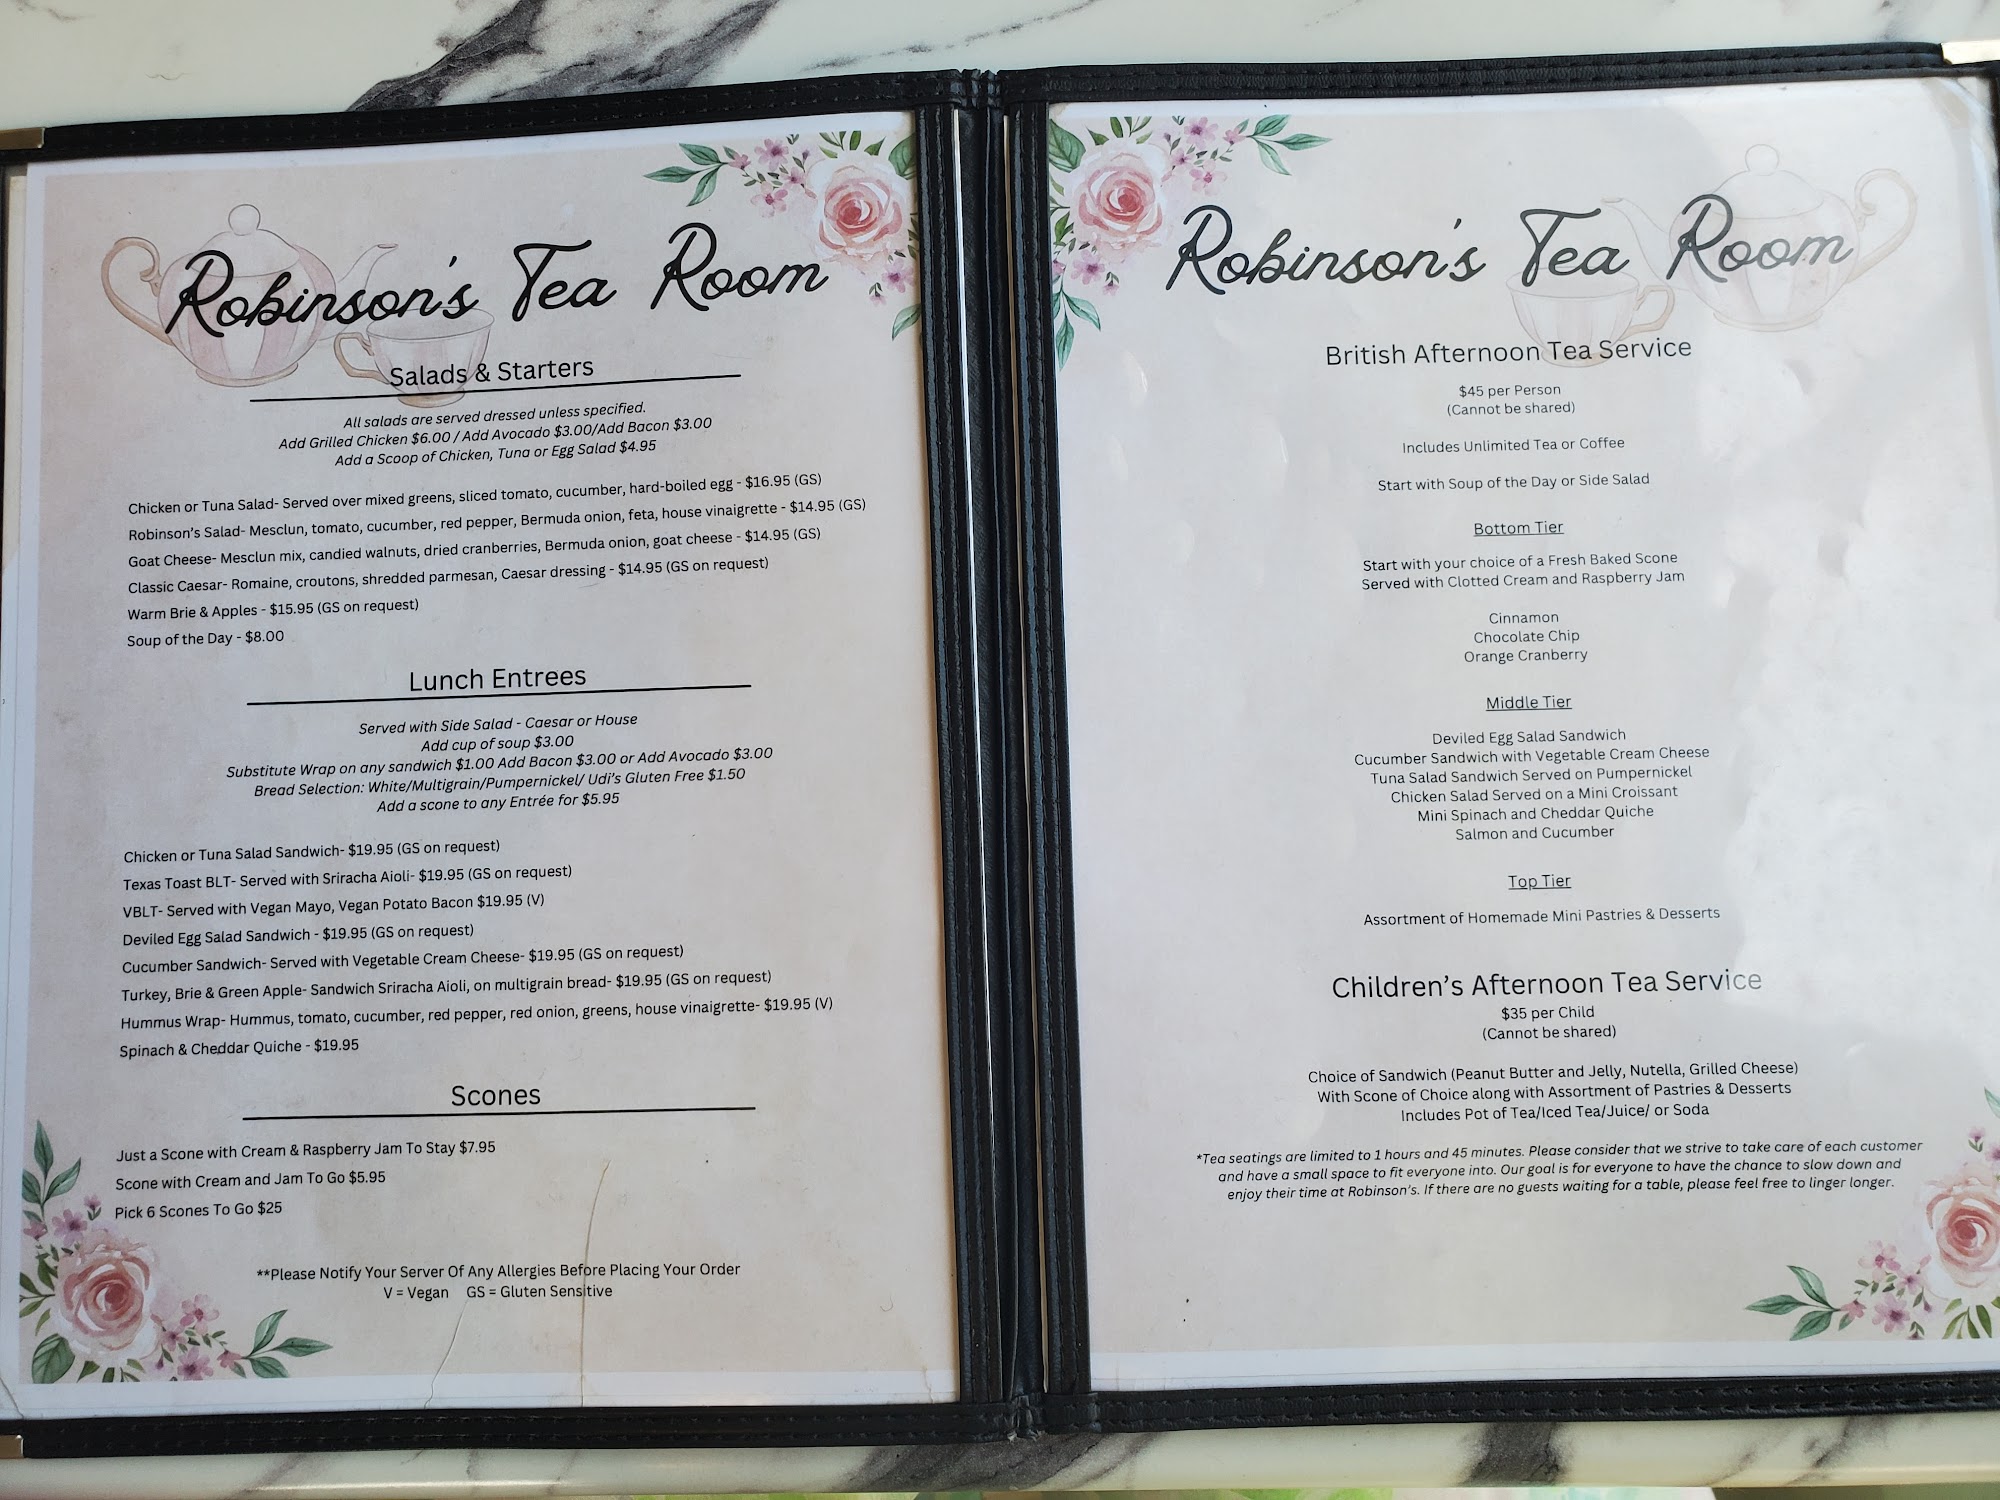 Robinson's Tea Room
Salads & Starters
All salads are served dressed unless specified.
Add Grilled Chicken $6.00 / Add Avocado $3.00/Add Bacon $3.00
Add a Scoop of Chicken, Tuna or Egg Salad $4.95
Chicken or Tuna Salad- Served over mixed greens, sliced tomato, cucumber, hard-boiled egg - $16.95 (GS)
Robinson's Salad- Mesclun, tomato, cucumber, red pepper, Bermuda onion, feta, house vinaigrette - $14.95 (GS)
Goat Cheese- Mesclun mix, candied walnuts, dried cranberries, Bermuda onion, goat cheese - $14.95 (GS)
Classic Caesar- Romaine, croutons, shredded parmesan, Caesar dressing - $14.95 (GS on request)
Warm Brie & Apples - $15.95 (GS on request)
Soup of the Day - $8.00
Lunch Entrees
Served with Side Salad - Caesar or House
Add cup of soup $3.00
Substitute Wrap on any sandwich $1.00 Add Bacon $3.00 or Add Avocado $3.00
Bread Selection: White/Multigrain/Pumpernickel/ Udi's Gluten Free $1.50
Add a scone to any Entrée for $5.95
Chicken or Tuna Salad Sandwich- $19.95 (GS on request)
Texas Toast BLT- Served with Sriracha Aioli- $19.95 (GS on request)
VBLT- Served with Vegan Mayo, Vegan Potato Bacon $19.95 (V)
Deviled Egg Salad Sandwich - $19.95 (GS on request)
Cucumber Sandwich- Served with Vegetable Cream Cheese- $19.95 (GS on request)
Turkey, Brie & Green Apple- Sandwich Sriracha Aioli, on multigrain bread- $19.95 (GS on request)
Hummus Wrap- Hummus, tomato, cucumber, red pepper, red onion, greens, house vinaigrette- $19.95 (V)
Spinach & Cheddar Quiche - $19.95
Scones
Just a Scone with Cream & Raspberry Jam To Stay $7.95
Scone with Cream and Jam To Go $5.95
Pick 6 Scones To Go $25
**Please Notify Your Server Of Any Allergies Before Placing Your Order
V = Vegan GS = Gluten Sensitive
Robinson's Tea Room
British Afternoon Tea Service
$45 per Person
(Cannot be shared)
Includes Unlimited Tea or Coffee
Start with Soup of the Day or Side Salad
Bottom Tier
Start with your choice of a Fresh Baked Scone
Served with Clotted Cream and Raspberry Jam
Cinnamon
Chocolate Chip
Orange Cranberry
Middle Tier
Deviled Egg Salad Sandwich
Cucumber Sandwich with Vegetable Cream Cheese
Tuna Salad Sandwich Served on Pumpernickel
Chicken Salad Served on a Mini Croissant
Mini Spinach and Cheddar Quiche
Salmon and Cucumber
Top Tier
Assortment of Homemade Mini Pastries & Desserts
Children's Afternoon Tea Service
$35 per Child
(Cannot be shared)
Choice of Sandwich (Peanut Butter and Jelly, Nutella, Grilled Cheese)
With Scone of Choice along with Assortment of Pastries & Desserts
Includes Pot of Tea/Iced Tea/Juice/ or Soda
*Tea seatings are limited to 1 hours and 45 minutes. Please consider that we strive to take care of each customer
and have a small space to fit everyone into. Our goal is for everyone to have the chance to slow down and
enjoy their time at Robinson's. If there are no guests waiting for a table, please feel free to linger longer.